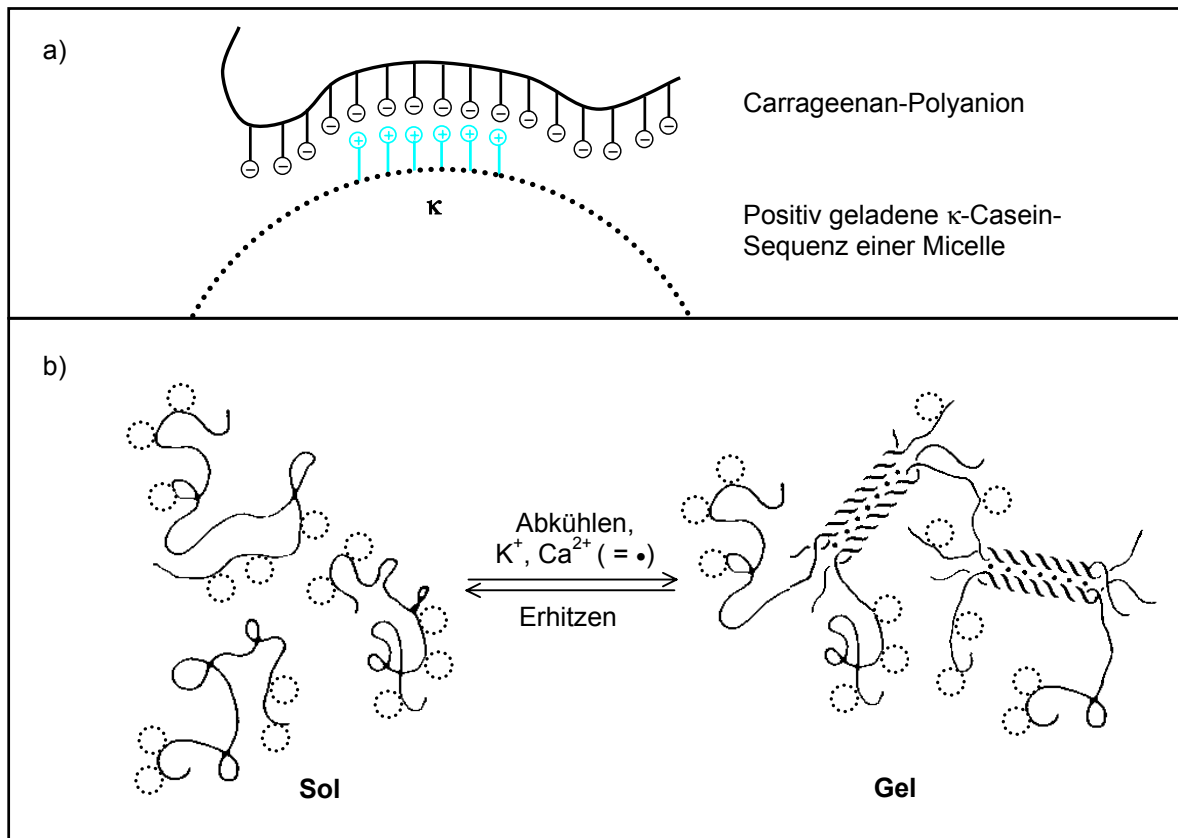 a)
Carrageenan-Polyanion
Positiv geladene κ-Casein-
Sequenz einer Micelle
κ
b)
Abkühlen,
K⁺, Ca²⁺ ( = •)
Erhitzen
Sol
Gel